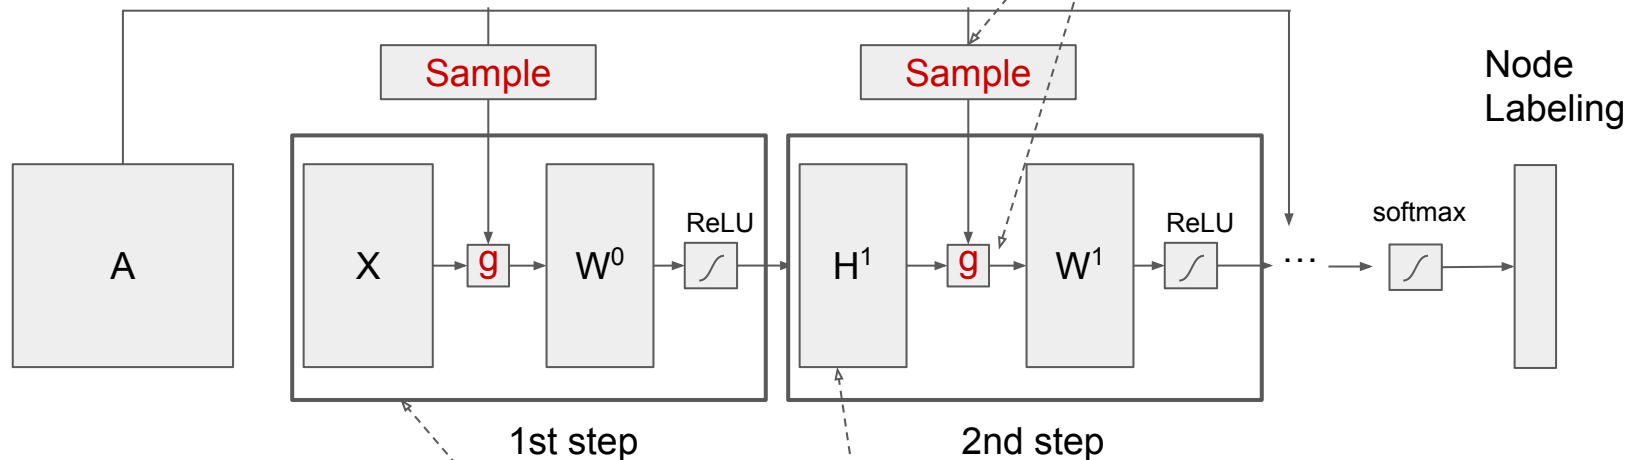 Sample
Sample
Node
Labeling
A
X
g
W⁰
ReLU
H¹
g
W¹
ReLU
...
softmax
1st step
2nd step